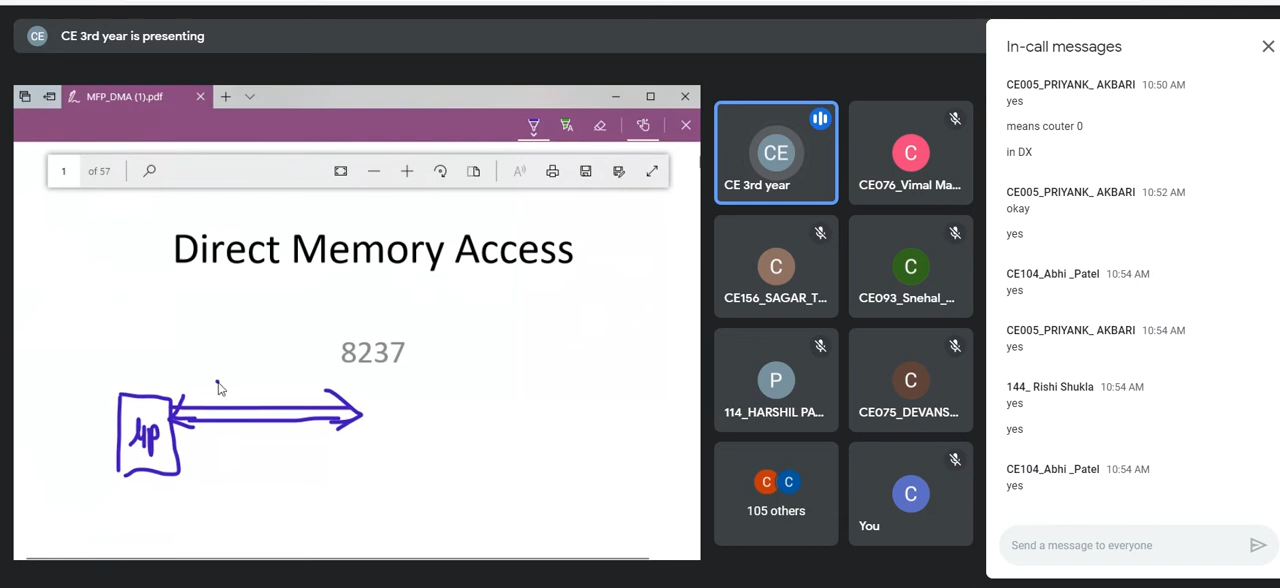 CE CE 3rd year is presenting
MFP_DMA (1).pdf
1 of 57
Direct Memory Access
8237
μp
CE
CE 3rd year
C
CE076_Vimal Ma...
C
CE156_SAGAR_T...
C
CE093_Snehal_...
P
114_HARSHIL PA...
C
CE075_DEVANS...
C C
105 others
C
You
In-call messages
CE005_PRIYANK_ AKBARI 10:50 AM
yes
means couter 0
in DX
CE005_PRIYANK_ AKBARI 10:52 AM
okay
yes
CE104_Abhi _Patel 10:54 AM
yes
CE005_PRIYANK_ AKBARI 10:54 AM
yes
144_ Rishi Shukla 10:54 AM
yes
yes
CE104_Abhi _Patel 10:54 AM
yes
Send a message to everyone